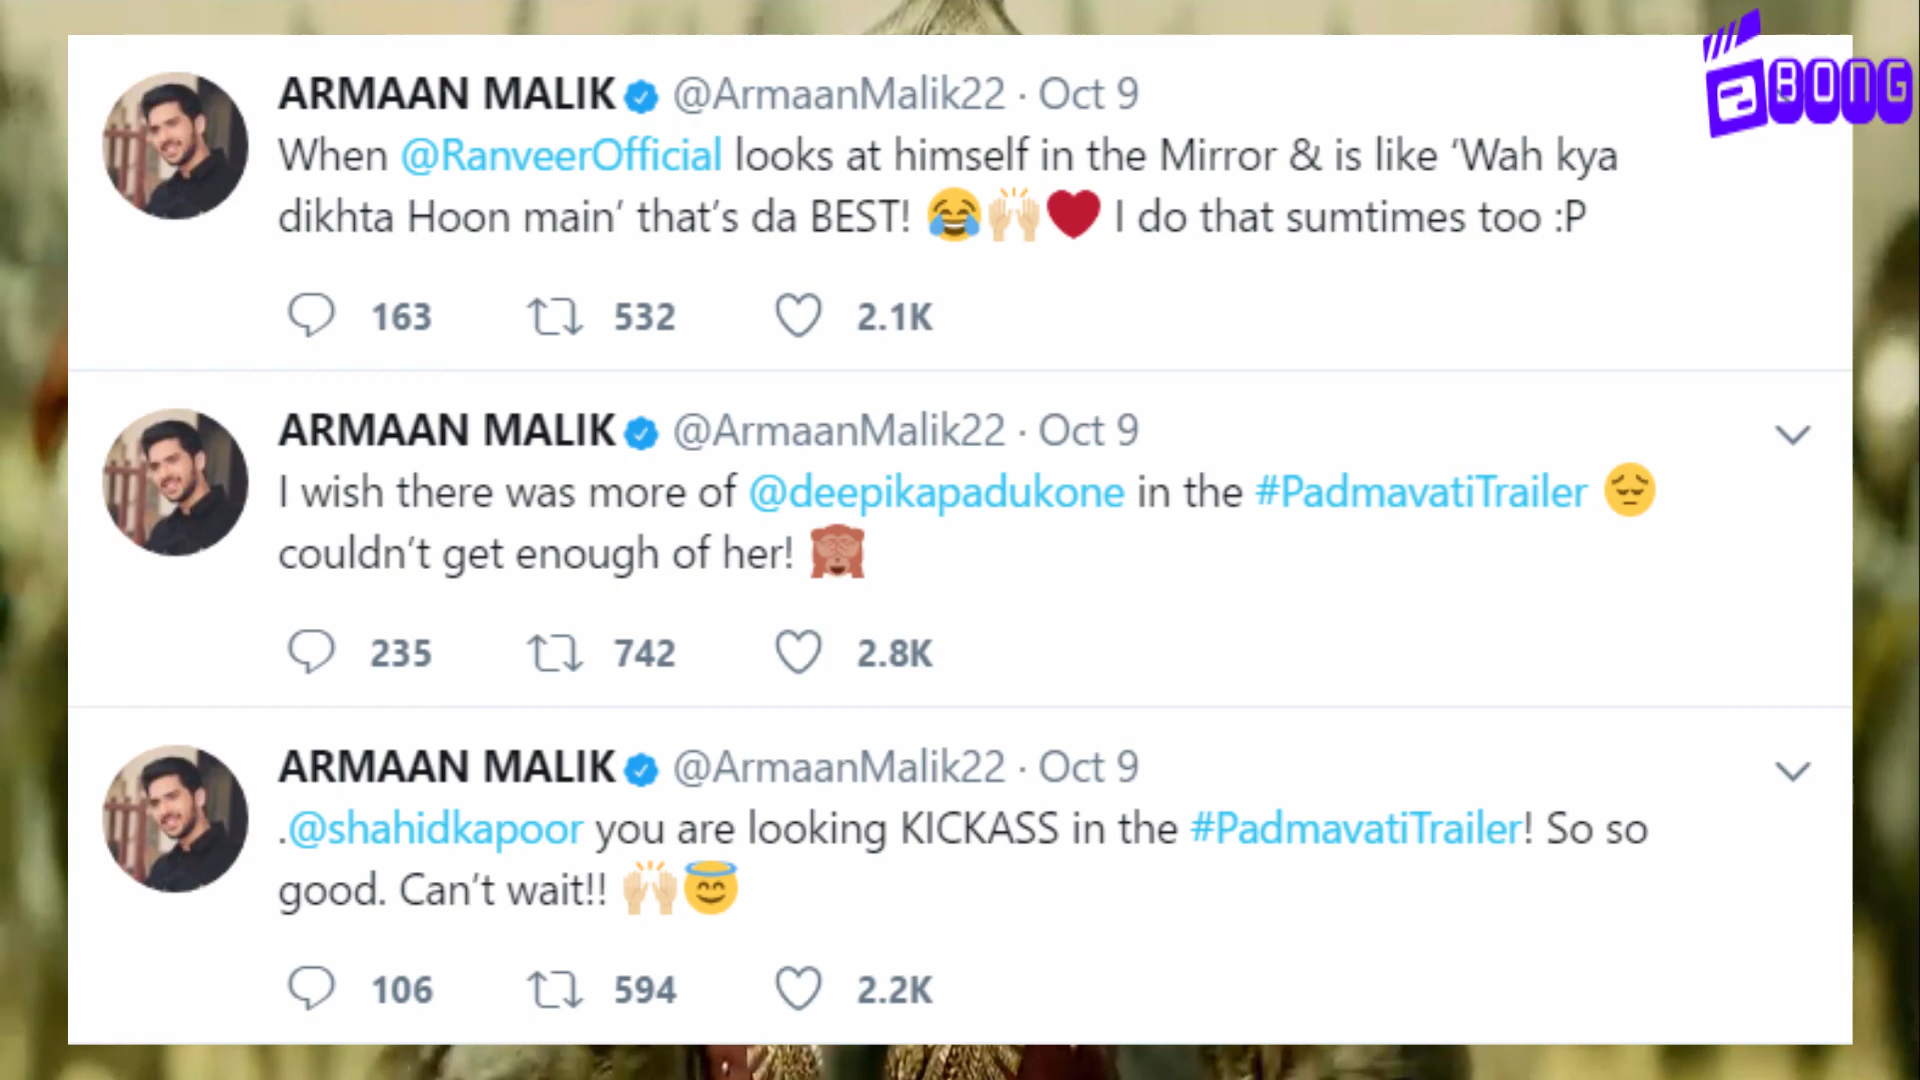 aBONG
ARMAAN MALIK @ArmaanMalik22 · Oct 9
When @RanveerOfficial looks at himself in the Mirror & is like ‘Wah kya
dikhta Hoon main’ that’s da BEST! 😂🙌🏼❤️ I do that sumtimes too :P
163 532 2.1K
ARMAAN MALIK @ArmaanMalik22 · Oct 9
I wish there was more of @deepikapadukone in the #PadmavatiTrailer 😔
couldn’t get enough of her! 🙈
235 742 2.8K
ARMAAN MALIK @ArmaanMalik22 · Oct 9
.@shahidkapoor you are looking KICKASS in the #PadmavatiTrailer! So so
good. Can’t wait!! 🙌🏼😇
106 594 2.2K